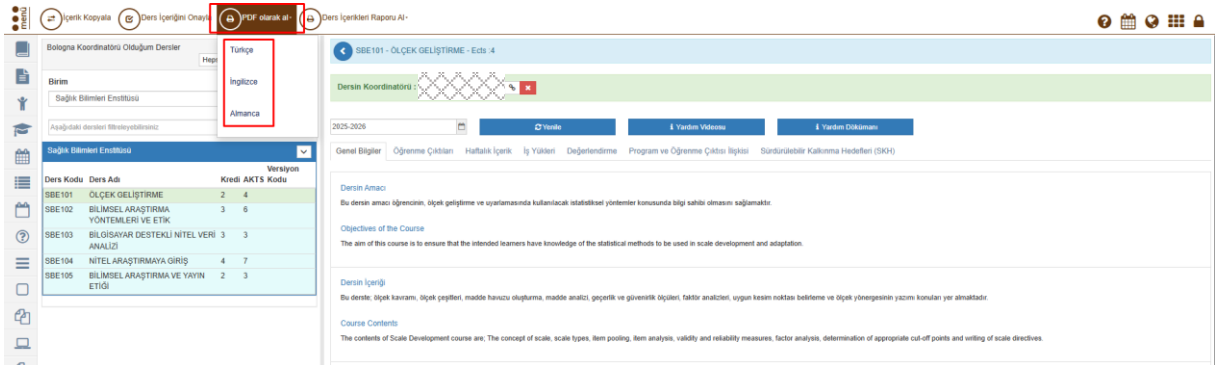 menü
İçerik Kopyala
Ders İçeriğini Onayla
PDF olarak al
Ders İçerikleri Raporu Al
Türkçe
İngilizce
Almanca
Bologna Koordinatörü Olduğum Dersler
Birim
Sağlık Bilimleri Enstitüsü
Aşağıdaki dersleri filtreleyebilirsiniz
Sağlık Bilimleri Enstitüsü
Versiyon
Ders Kodu Ders Adı Kredi AKTS Kodu
SBE101 ÖLÇEK GELİŞTİRME 2 4
SBE102 BİLİMSEL ARAŞTIRMA 3 6
YÖNTEMLERİ VE ETİK
SBE103 BİLGİSAYAR DESTEKLİ NİTEL VERİ 3 3
ANALİZİ
SBE104 NİTEL ARAŞTIRMAYA GİRİŞ 4 7
SBE105 BİLİMSEL ARAŞTIRMA VE YAYIN 2 3
ETİĞİ
SBE101 - ÖLÇEK GELİŞTİRME - Ects :4
Dersin Koordinatörü :
2025-2026
Yenile
Yardım Videosu
Yardım Dökümanı
Genel Bilgiler Öğrenme Çıktıları Haftalık İçerik İş Yükleri Değerlendirme Program ve Öğrenme Çıktısı İlişkisi Sürdürülebilir Kalkınma Hedefleri (SKH)
Dersin Amacı
Bu dersin amacı öğrencinin, ölçek geliştirme ve uyarlamasında kullanılacak istatistiksel yöntemler konusunda bilgi sahibi olmasını sağlamaktır.
Objectives of the Course
The aim of this course is to ensure that the intended learners have knowledge of the statistical methods to be used in scale development and adaptation.
Dersin İçeriği
Bu derste; ölçek kavramı, ölçek çeşitleri, madde havuzu oluşturma, madde analizi, geçerlik ve güvenirlik ölçüleri, faktör analizleri, uygun kesim noktası belirleme ve ölçek yönergesinin yazımı konuları yer almaktadır.
Course Contents
The contents of Scale Development course are; The concept of scale, scale types, item pooling, item analysis, validity and reliability measures, factor analysis, determination of appropriate cut-off points and writing of scale directives.